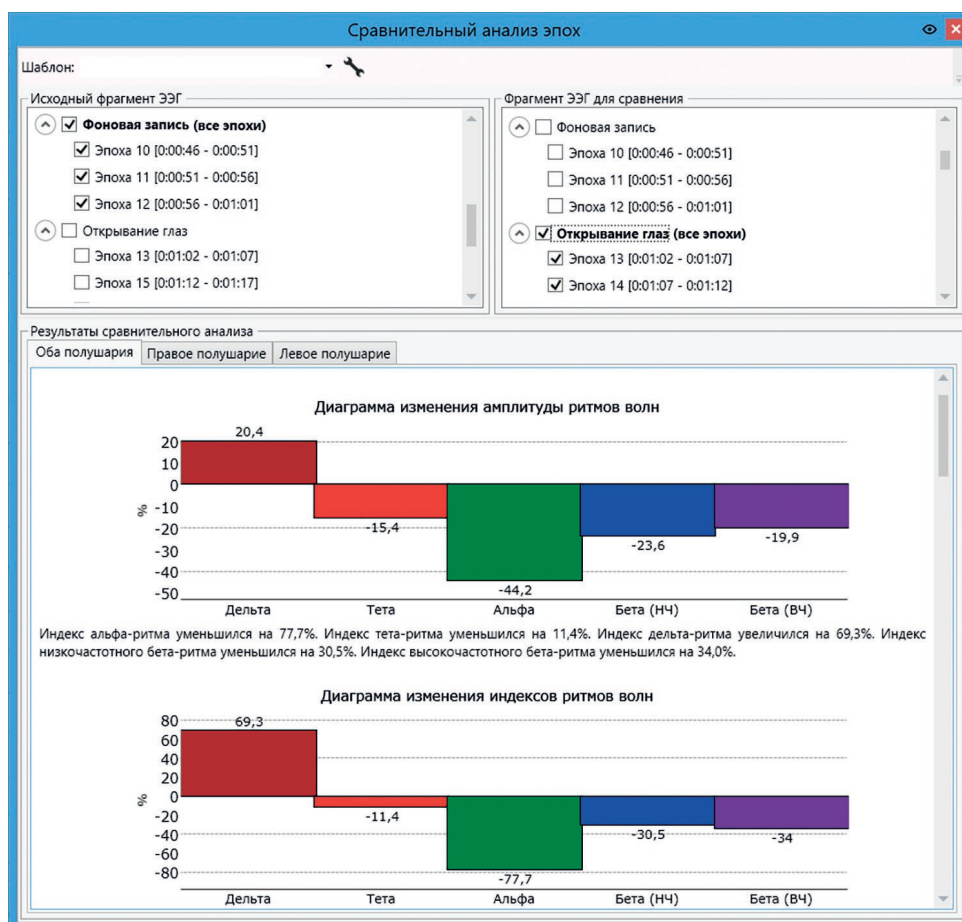 Сравнительный анализ эпох
Шаблон:
Исходный фрагмент ЭЭГ
Фоновая запись (все эпохи)
Эпоха 10 [0:00:46 - 0:00:51]
Эпоха 11 [0:00:51 - 0:00:56]
Эпоха 12 [0:00:56 - 0:01:01]
Открывание глаз
Эпоха 13 [0:01:02 - 0:01:07]
Эпоха 15 [0:01:12 - 0:01:17]
Фрагмент ЭЭГ для сравнения
Фоновая запись
Эпоха 10 [0:00:46 - 0:00:51]
Эпоха 11 [0:00:51 - 0:00:56]
Эпоха 12 [0:00:56 - 0:01:01]
Открывание глаз (все эпохи)
Эпоха 13 [0:01:02 - 0:01:07]
Эпоха 14 [0:01:07 - 0:01:12]
Результаты сравнительного анализа
Оба полушария Правое полушарие Левое полушарие
Диаграмма изменения амплитуды ритмов волн
%
20
10
0
-10
-20
-30
-40
-50
20,4
-15,4
-44,2
-23,6
-19,9
Дельта Тета Альфа Бета (НЧ) Бета (ВЧ)
Индекс альфа-ритма уменьшился на 77,7%. Индекс тета-ритма уменьшился на 11,4%. Индекс дельта-ритма увеличился на 69,3%. Индекс
низкочастотного бета-ритма уменьшился на 30,5%. Индекс высокочастотного бета-ритма уменьшился на 34,0%.
Диаграмма изменения индексов ритмов волн
%
80
60
40
20
0
-20
-40
-60
-80
69,3
-11,4
-77,7
-30,5
-34
Дельта Тета Альфа Бета (НЧ) Бета (ВЧ)